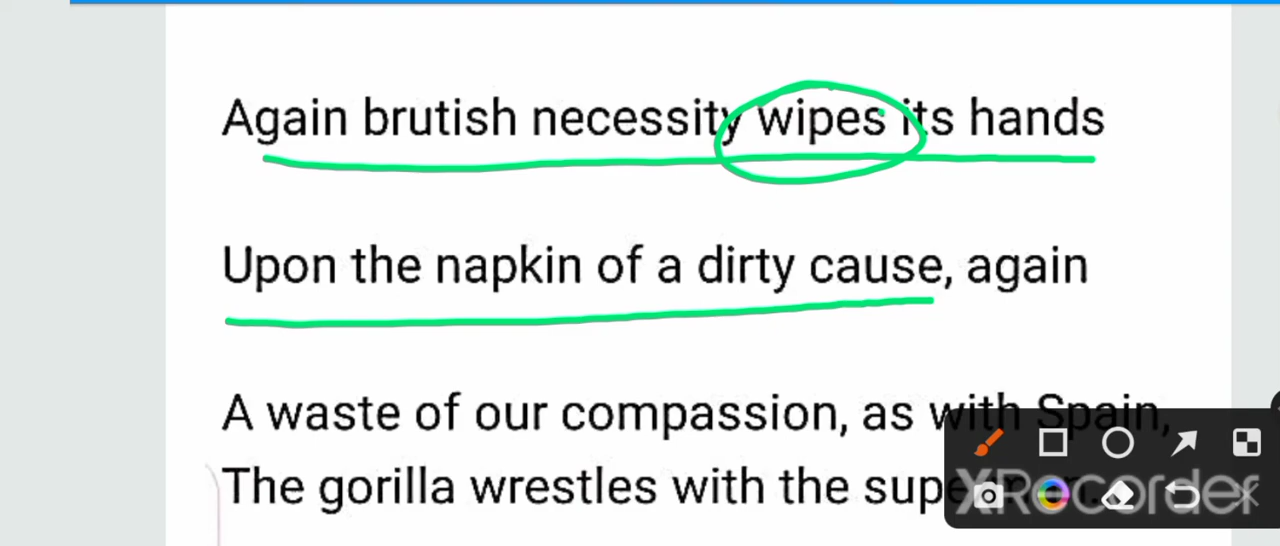 Again brutish necessity wipes its hands
Upon the napkin of a dirty cause, again
A waste of our compassion, as with Spain,
The gorilla wrestles with the sup
XRecorder